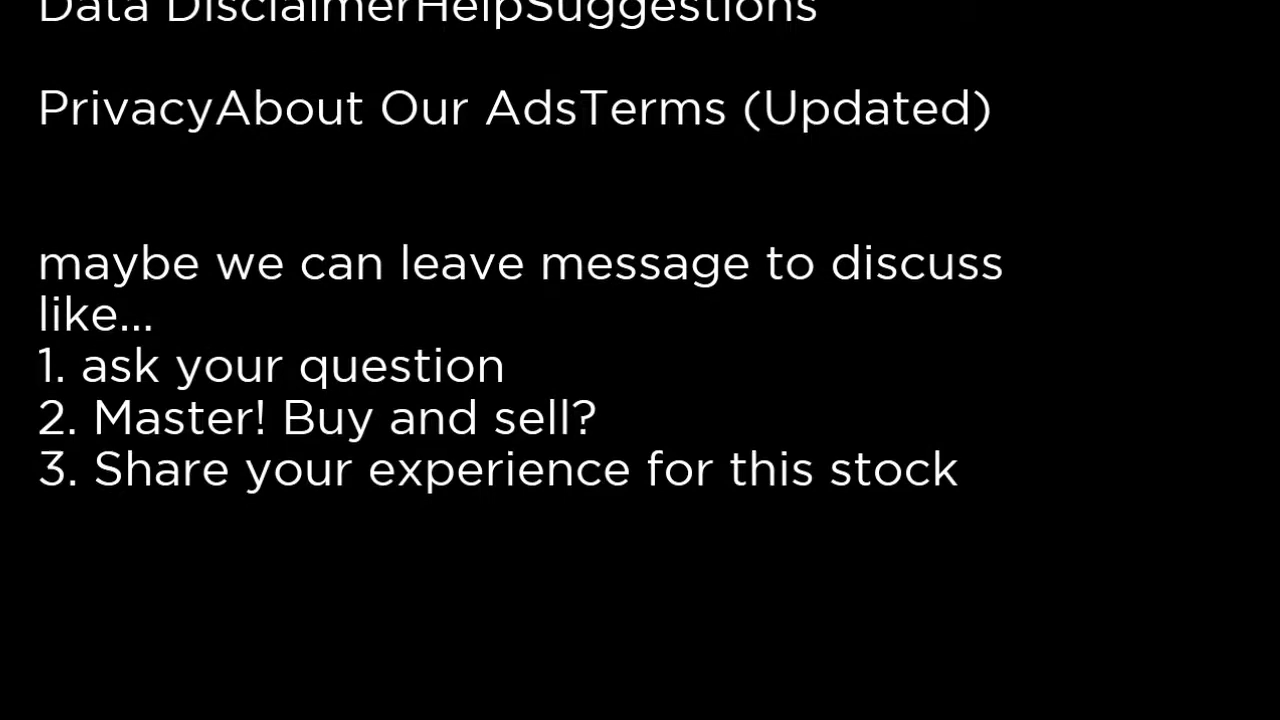 Data DisclaimerHelpSuggestions
PrivacyAbout Our AdsTerms (Updated)
maybe we can leave message to discuss
like...
1. ask your question
2. Master! Buy and sell?
3. Share your experience for this stock